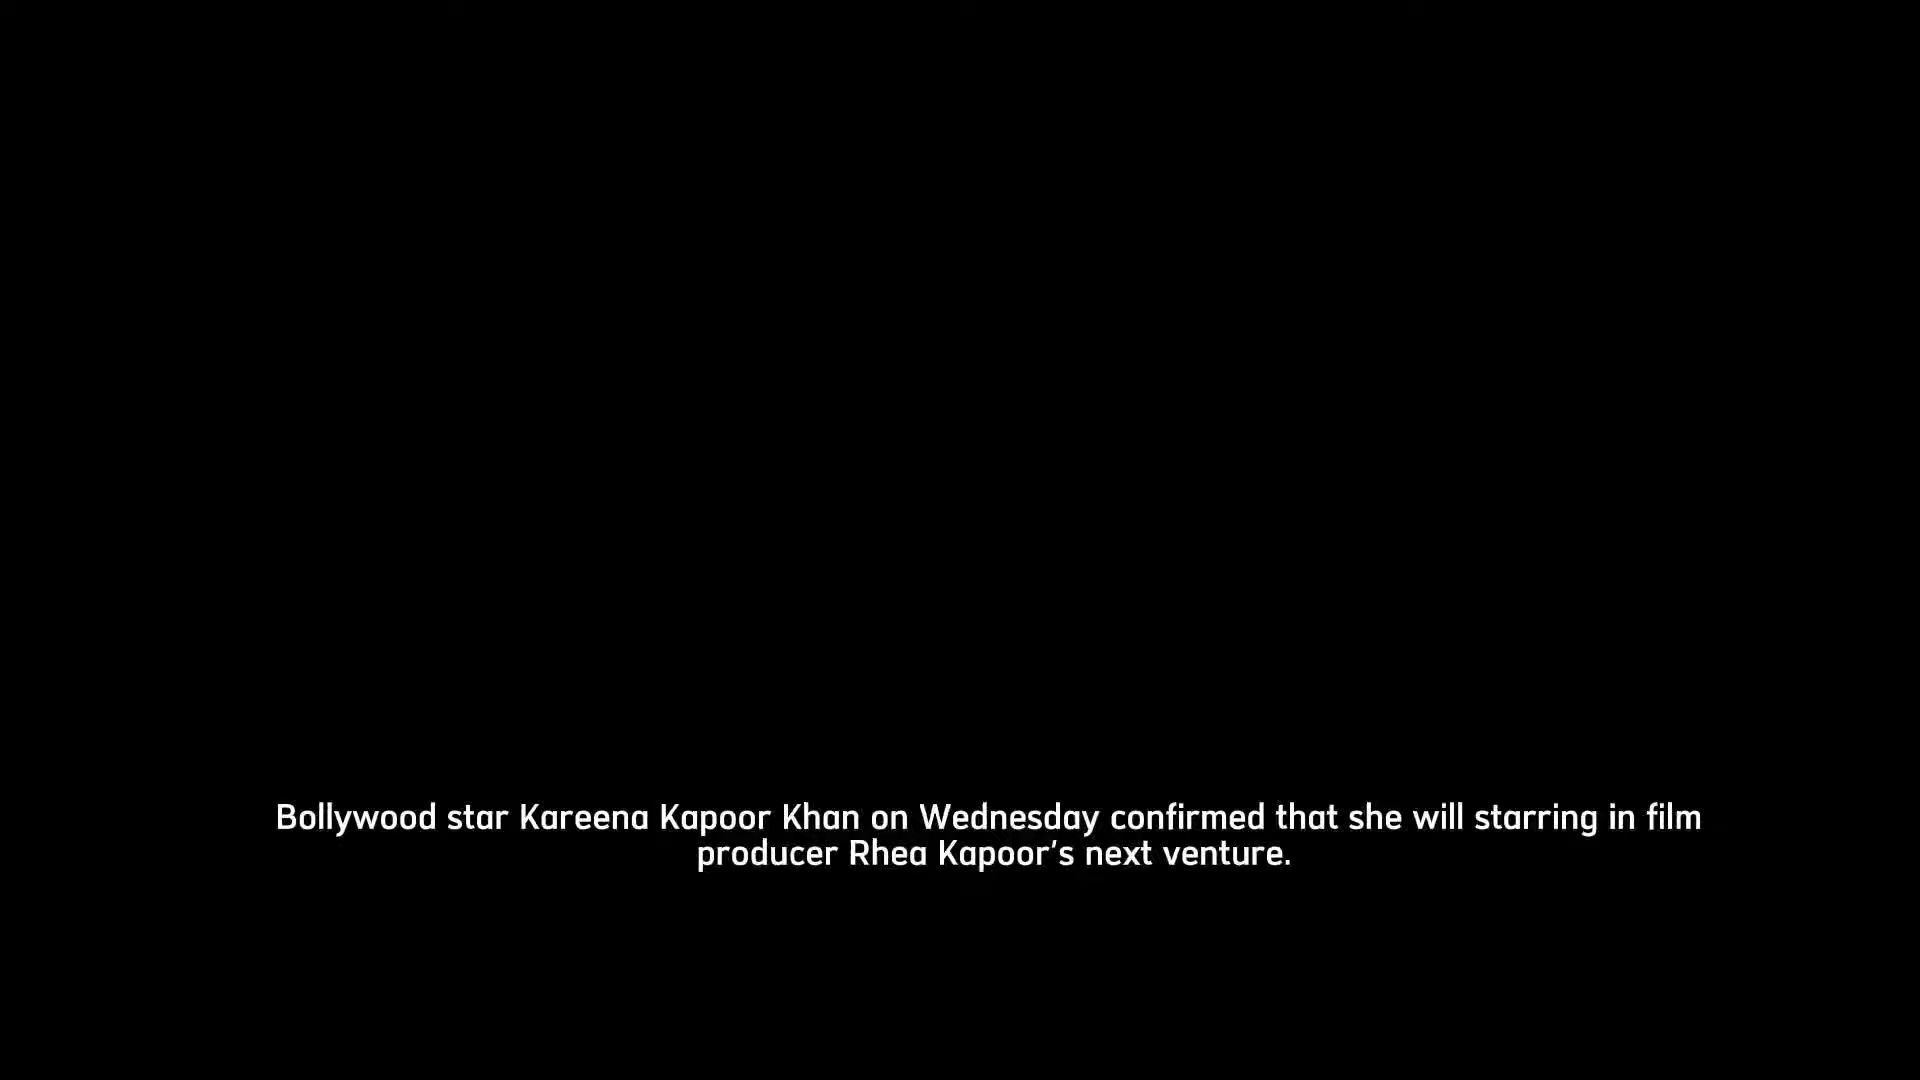 Bollywood star Kareena Kapoor Khan on Wednesday confirmed that she will starring in film
producer Rhea Kapoor's next venture.